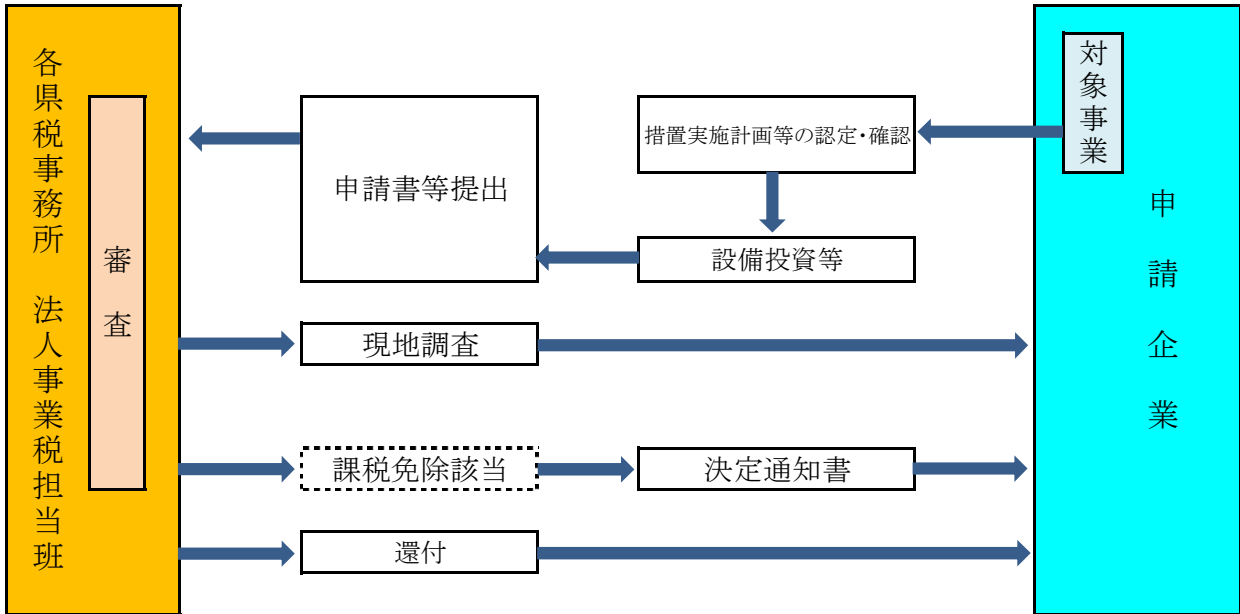 各県税事務所　法人事業税担当班
審　査
申請書等提出
措置実施計画等の認定・確認
対象事業
設備投資等
申　請　企　業
現地調査
課税免除該当
決定通知書
還付